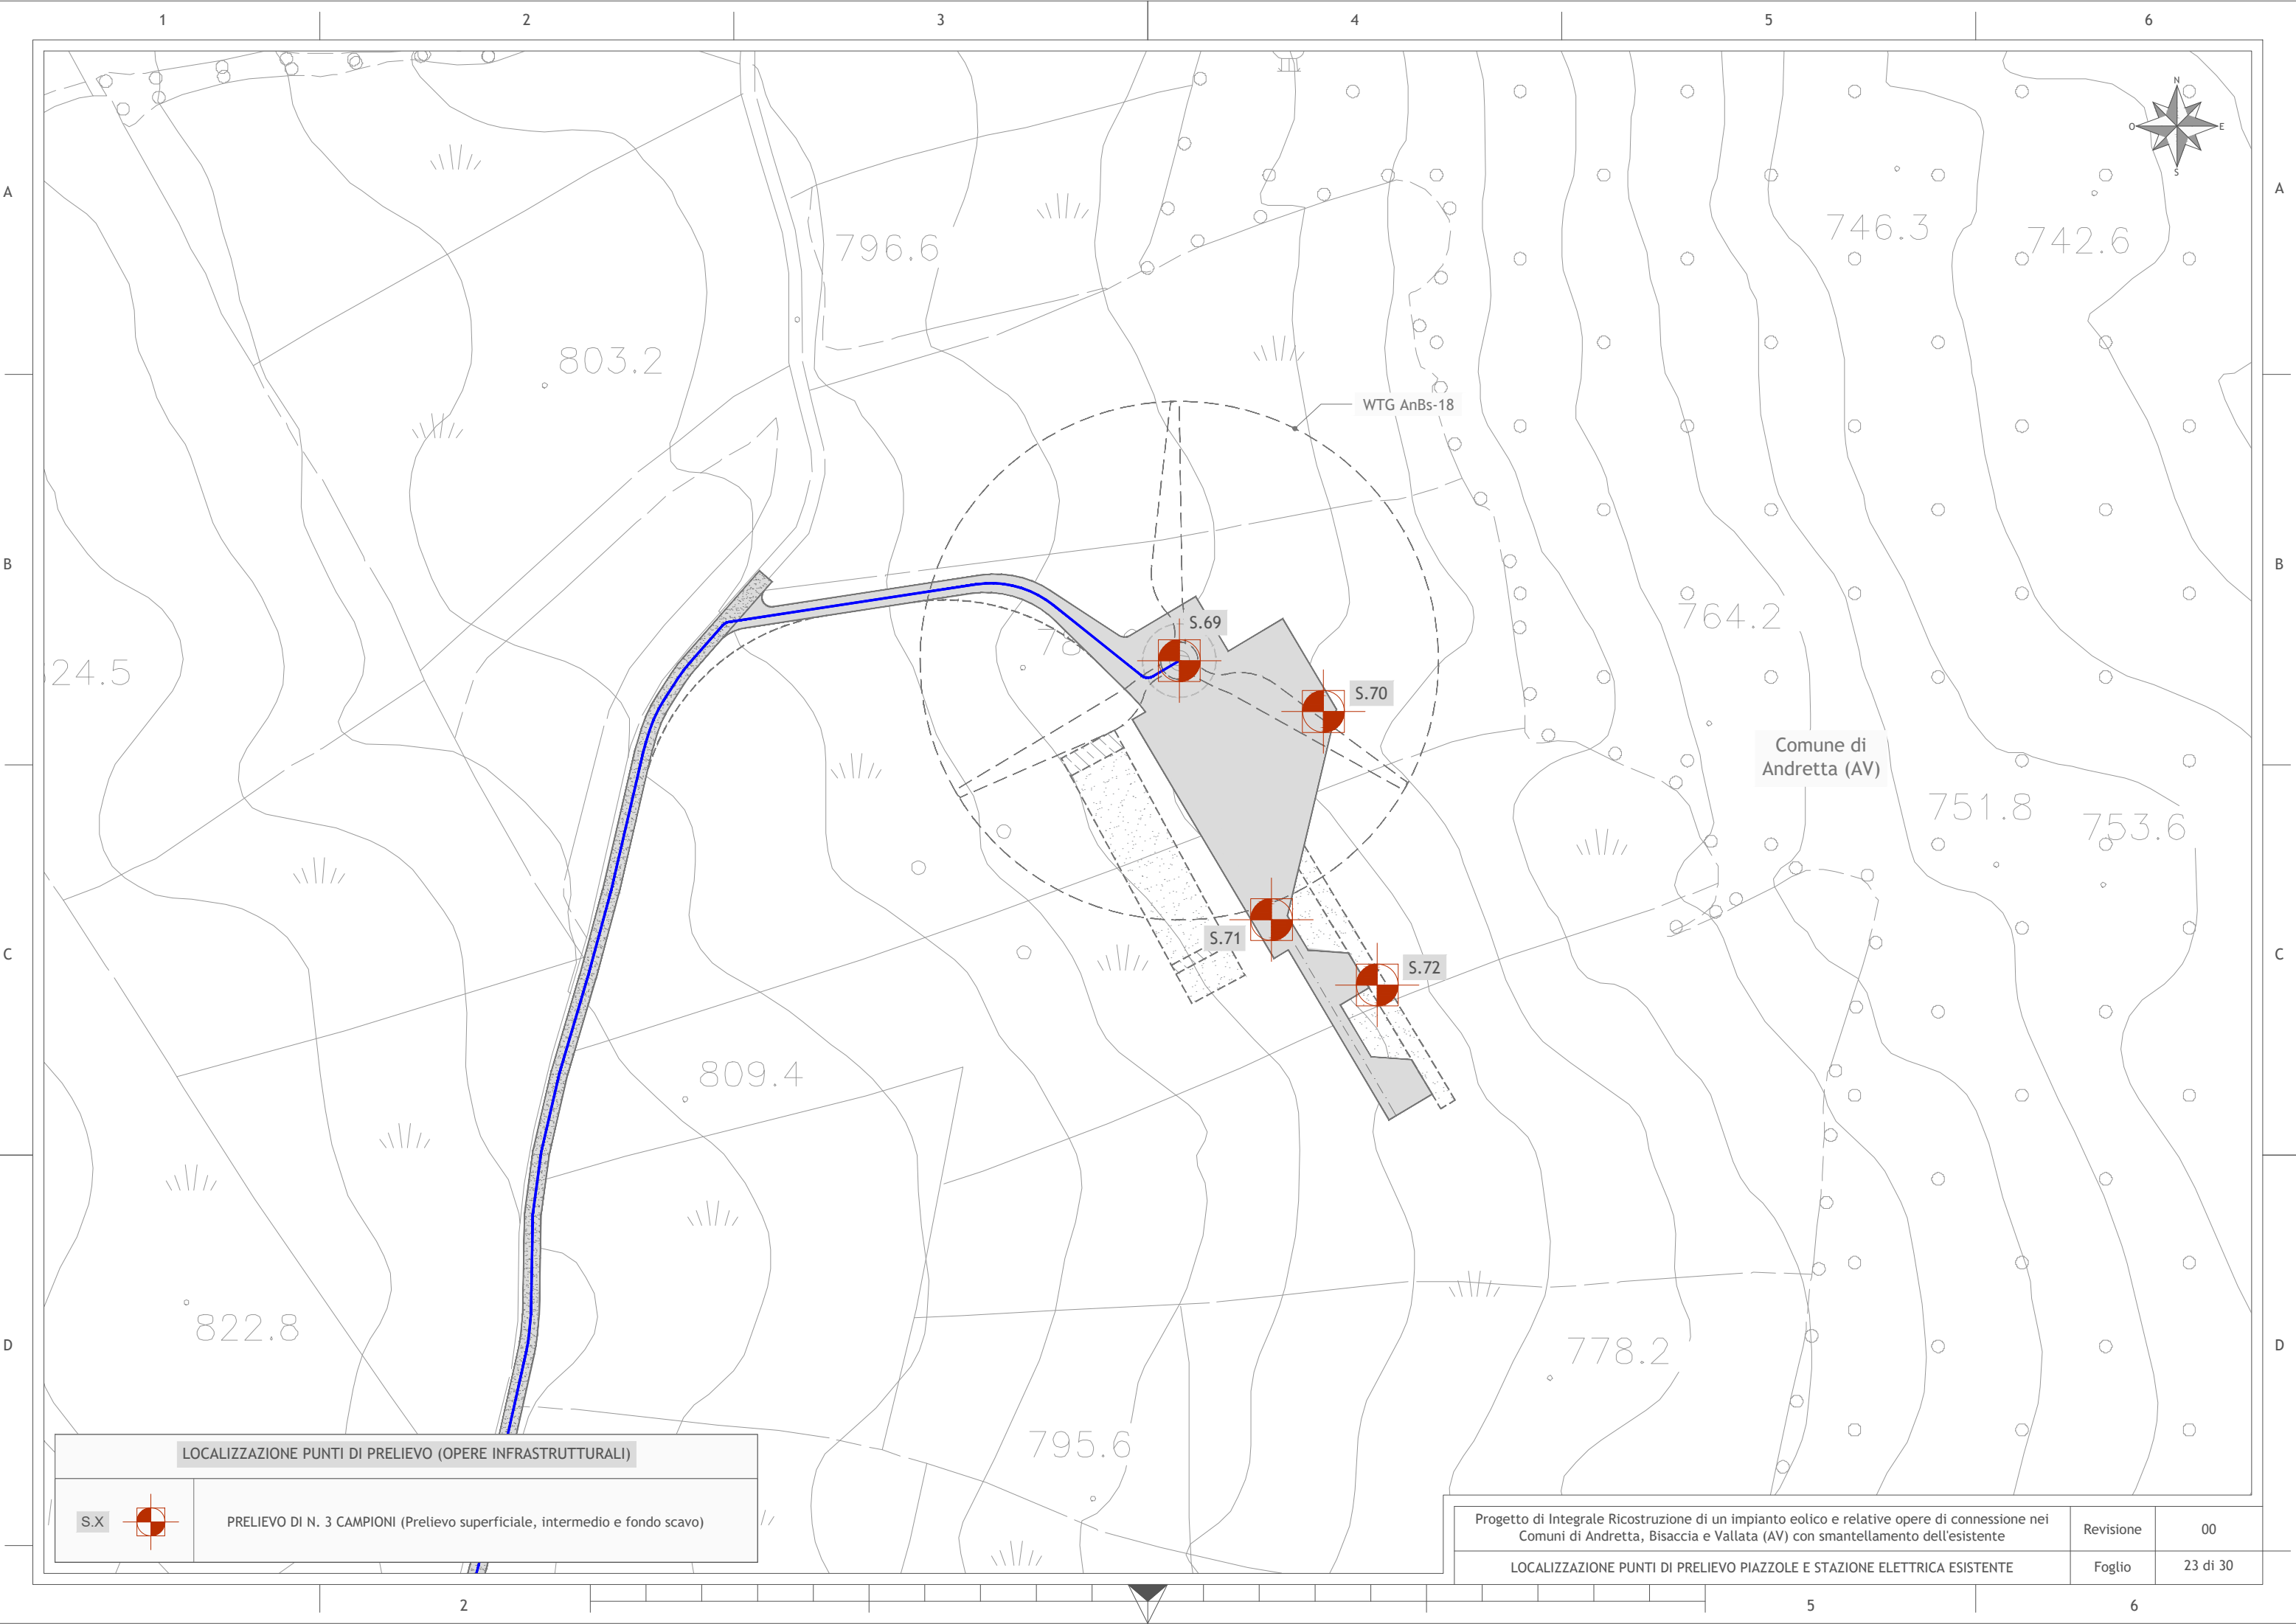 1 2 3 4 5 6
N
O E
S
A A
746.3
796.6
742.6
803.2
WTG AnBs-18
B B
764.2
S.69
78
24.5
S.70
Comune di
Andretta (AV)
751.8
753.6
S.71
C C
S.72
809.4
822.8
D D
778.2
795.6
LOCALIZZAZIONE PUNTI DI PRELIEVO (OPERE INFRASTRUTTURALI)
S.X PRELIEVO DI N. 3 CAMPIONI (Prelievo superficiale, intermedio e fondo scavo)
Progetto di Integrale Ricostruzione di un impianto eolico e relative opere di connessione nei
Comuni di Andretta, Bisaccia e Vallata (AV) con smantellamento dell'esistente
Revisione 00
LOCALIZZAZIONE PUNTI DI PRELIEVO PIAZZOLE E STAZIONE ELETTRICA ESISTENTE
Foglio 23 di 30
2 5 6